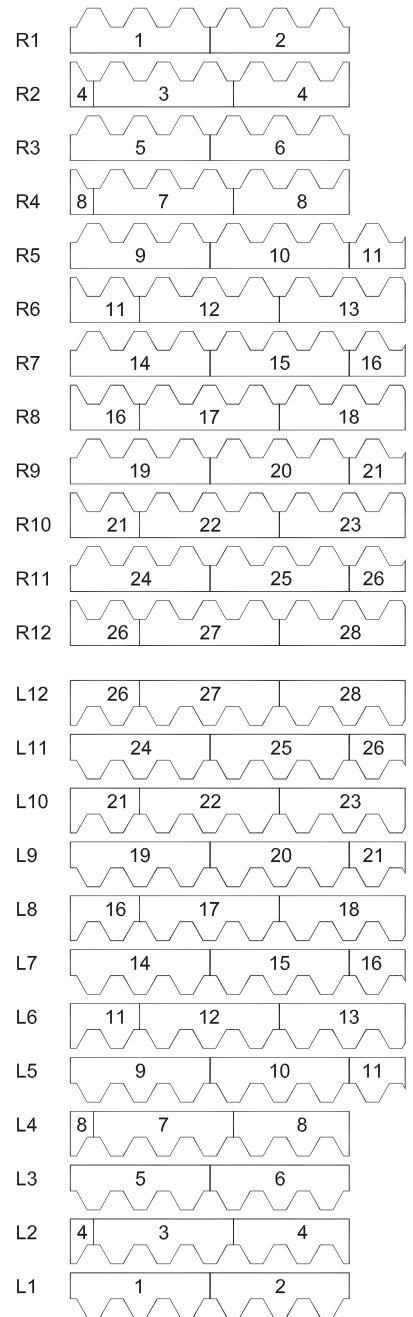 R1 1 2
R2 4 3 4
R3 5 6
R4 8 7 8
R5 9 10 11
R6 11 12 13
R7 14 15 16
R8 16 17 18
R9 19 20 21
R10 21 22 23
R11 24 25 26
R12 26 27 28
L12 26 27 28
L11 24 25 26
L10 21 22 23
L9 19 20 21
L8 16 17 18
L7 14 15 16
L6 11 12 13
L5 9 10 11
L4 8 7 8
L3 5 6
L2 4 3 4
L1 1 2